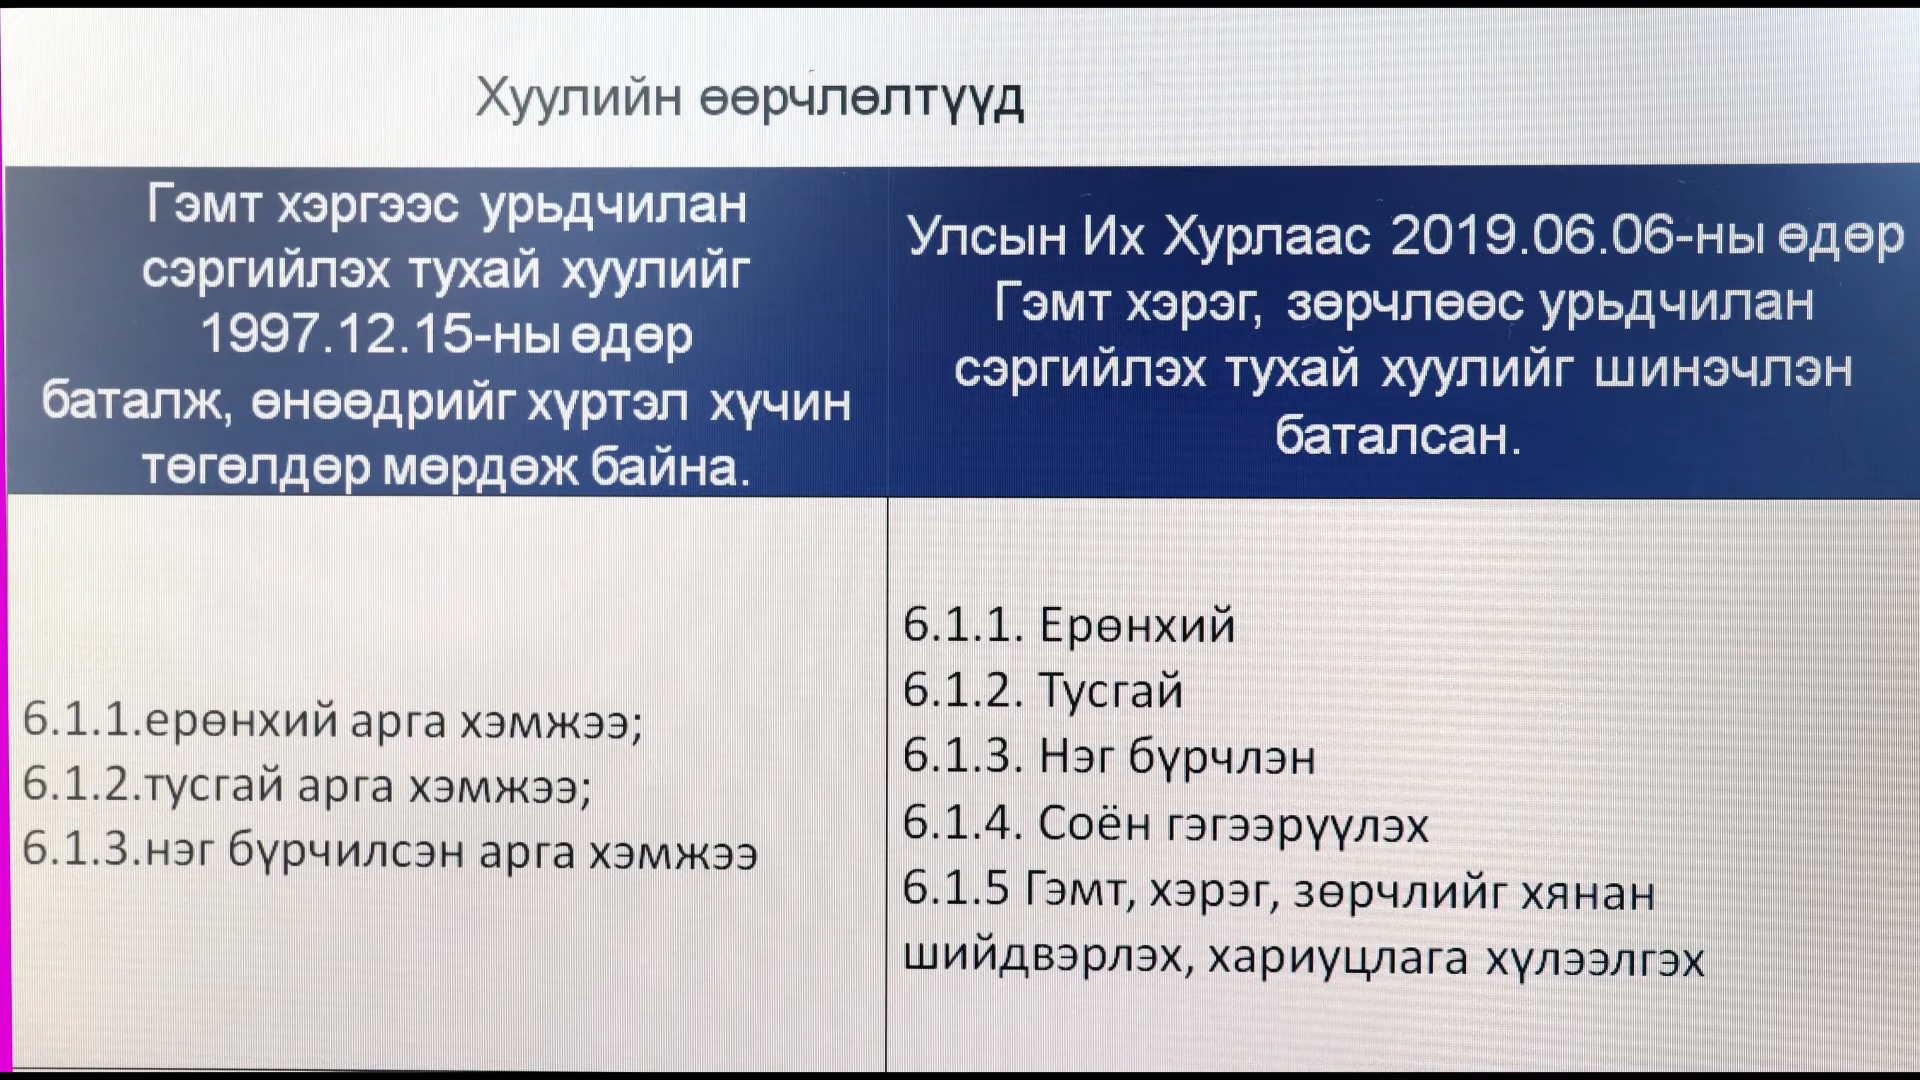 Хуулийн өөрчлөлтүүд
Гэмт хэргээс урьдчилан
сэргийлэх тухай хуулийг
1997.12.15-ны өдөр
баталж, өнөөдрийг хүртэл хүчин
төгөлдөр мөрдөж байна.
Улсын Их Хурлаас 2019.06.06-ны өдөр
Гэмт хэрэг, зөрчлөөс урьдчилан
сэргийлэх тухай хуулийг шинэчлэн
баталсан.
6.1.1.ерөнхий арга хэмжээ;
6.1.2.тусгай арга хэмжээ;
6.1.3.нэг бүрчилсэн арга хэмжээ
6.1.1. Ерөнхий
6.1.2. Тусгай
6.1.3. Нэг бүрчлэн
6.1.4. Соён гэгээрүүлэх
6.1.5 Гэмт, хэрэг, зөрчлийг хянан
шийдвэрлэх, хариуцлага хүлээлгэх